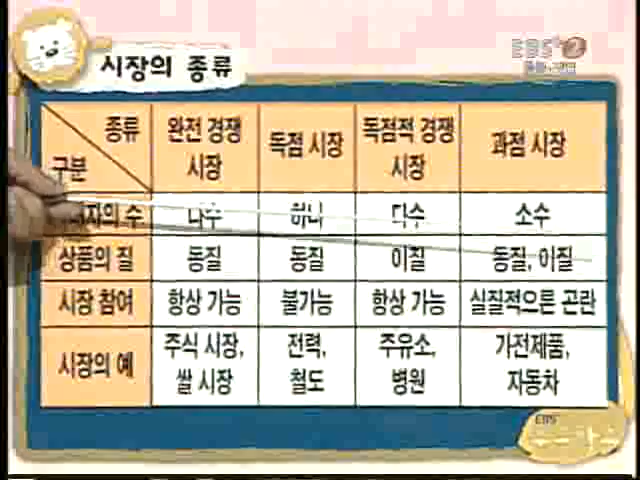 시장의 종류
EBS 2
종류
구분
완전 경쟁
시장
독점 시장
독점적 경쟁
시장
과점 시장
자의 수 다수 하나 다수 소수
상품의 질 동질 동질 이질 동질, 이질
시장 참여 항상 가능 불가능 항상 가능 실질적으론 곤란
시장의 예
주식 시장,
쌀 시장
전력,
철도
주유소,
병원
가전제품,
자동차
EBS